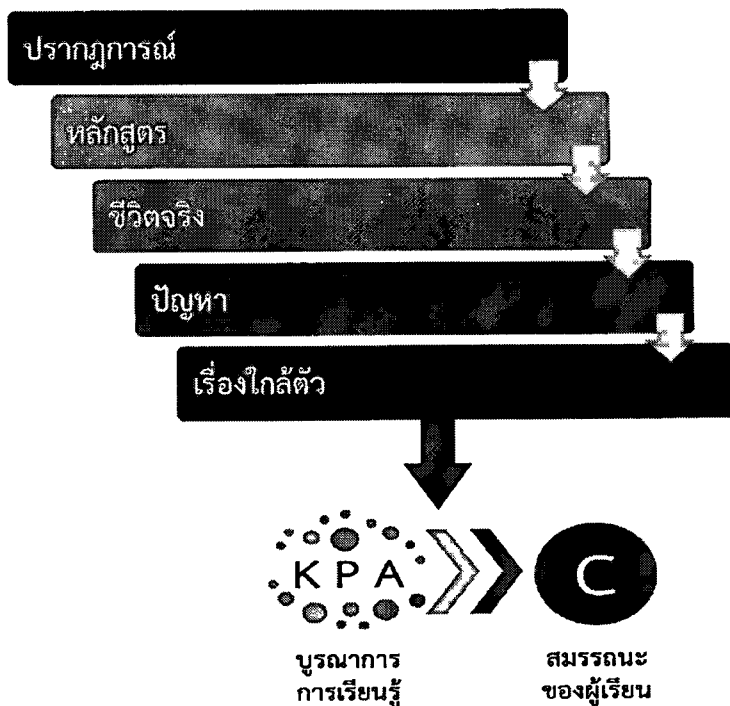 ปรากฏการณ์
หลักสูตร
ชีวิตจริง
ปัญหา
เรื่องใกล้ตัว
K P A
C
บูรณาการ
การเรียนรู้
สมรรถนะ
ของผู้เรียน